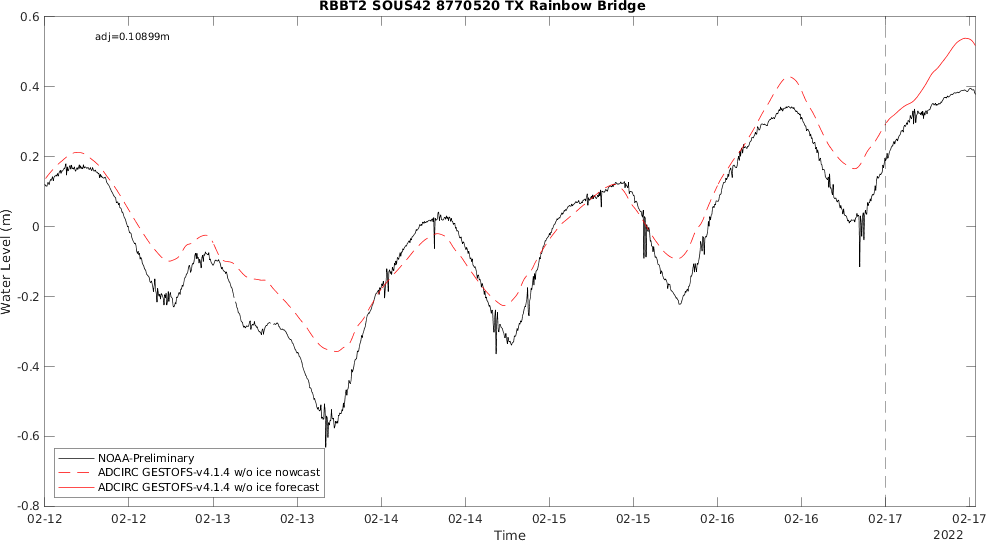 RBBT2 SOUS42 8770520 TX Rainbow Bridge
adj=0.10899m
0.6
0.4
0.2
0
-0.2
-0.4
-0.6
-0.8
Water Level (m)
NOAA-Preliminary
ADCIRC GESTOFS-v4.1.4 w/o ice nowcast
ADCIRC GESTOFS-v4.1.4 w/o ice forecast
02-12 02-12 02-13 02-13 02-14 02-14 02-15 02-15 02-16 02-16 02-17 02-17
Time
2022